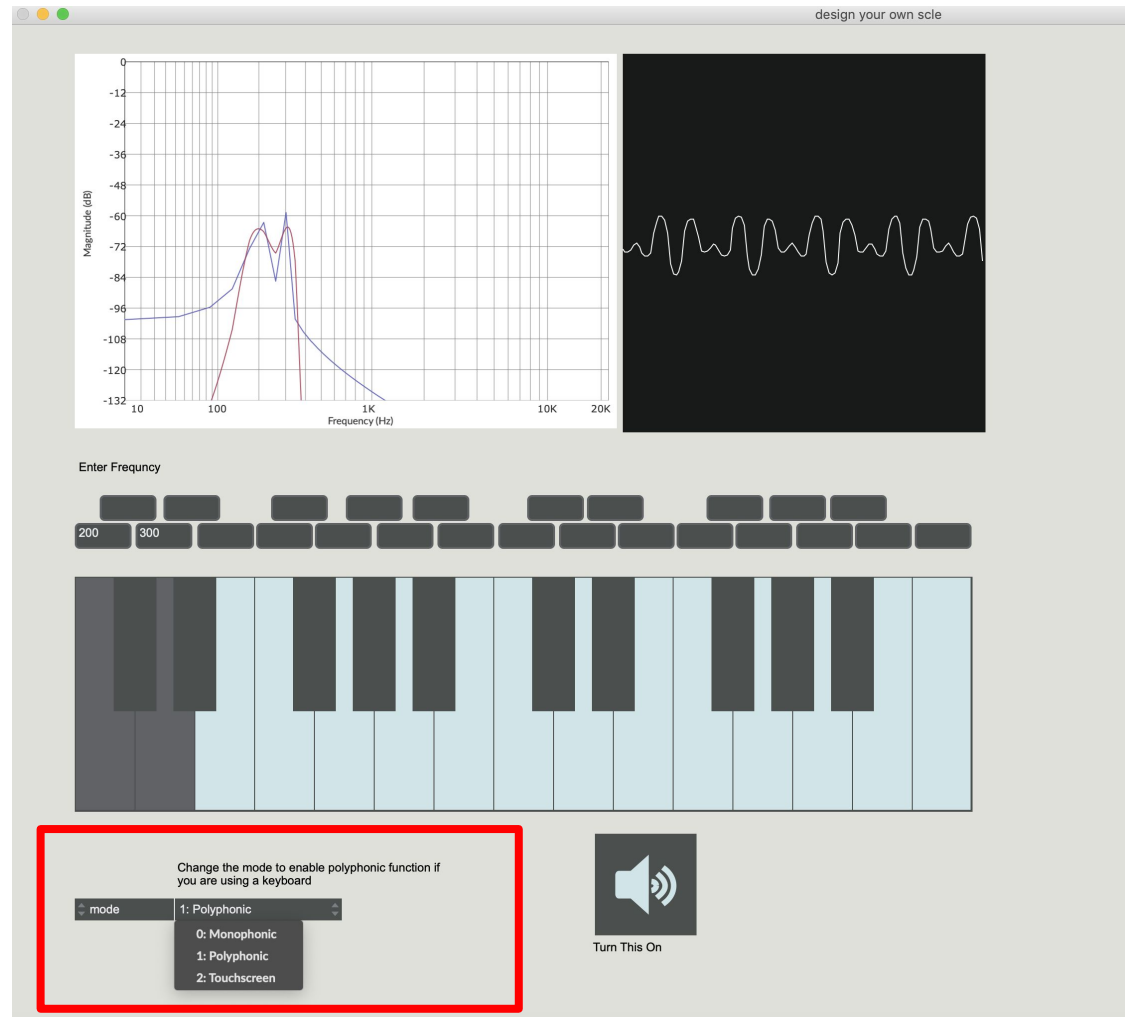 design your own scle
0
-12
-24
-36
-48
-60
-72
-84
-96
-108
-120
-132
Magnitude (dB)
10 100 1K 10K 20K
Frequency (Hz)
Enter Frequncy
200 300
Change the mode to enable polyphonic function if
you are using a keyboard
mode 1: Polyphonic
0: Monophonic
1: Polyphonic
2: Touchscreen
Turn This On